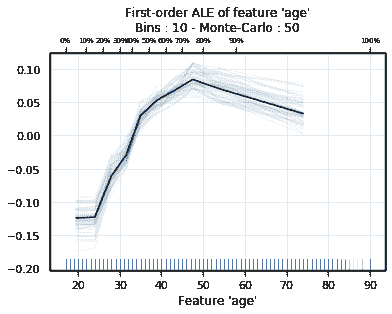 First-order ALE of feature 'age'
Bins : 10 - Monte-Carlo : 50
0% 10% 20% 30% 40% 50% 60% 70% 80% 90% 100%
0.10
0.05
0.00
−0.05
−0.10
−0.15
−0.20
20 30 40 50 60 70 80 90
Feature 'age'